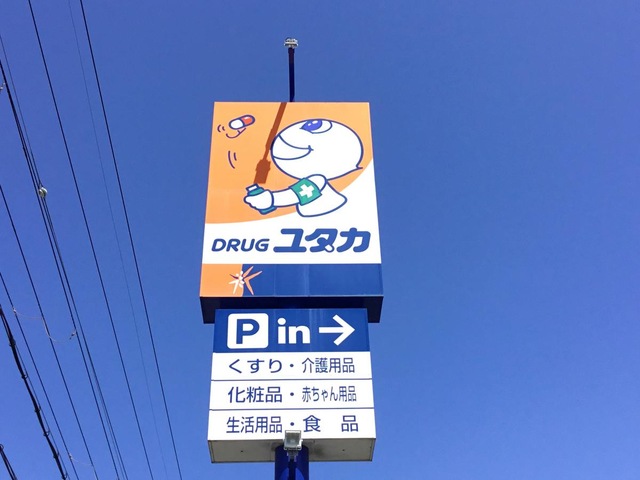 DRUG ユタカ
P in →
くすり・介護用品
化粧品・赤ちゃん用品
生活用品・食品